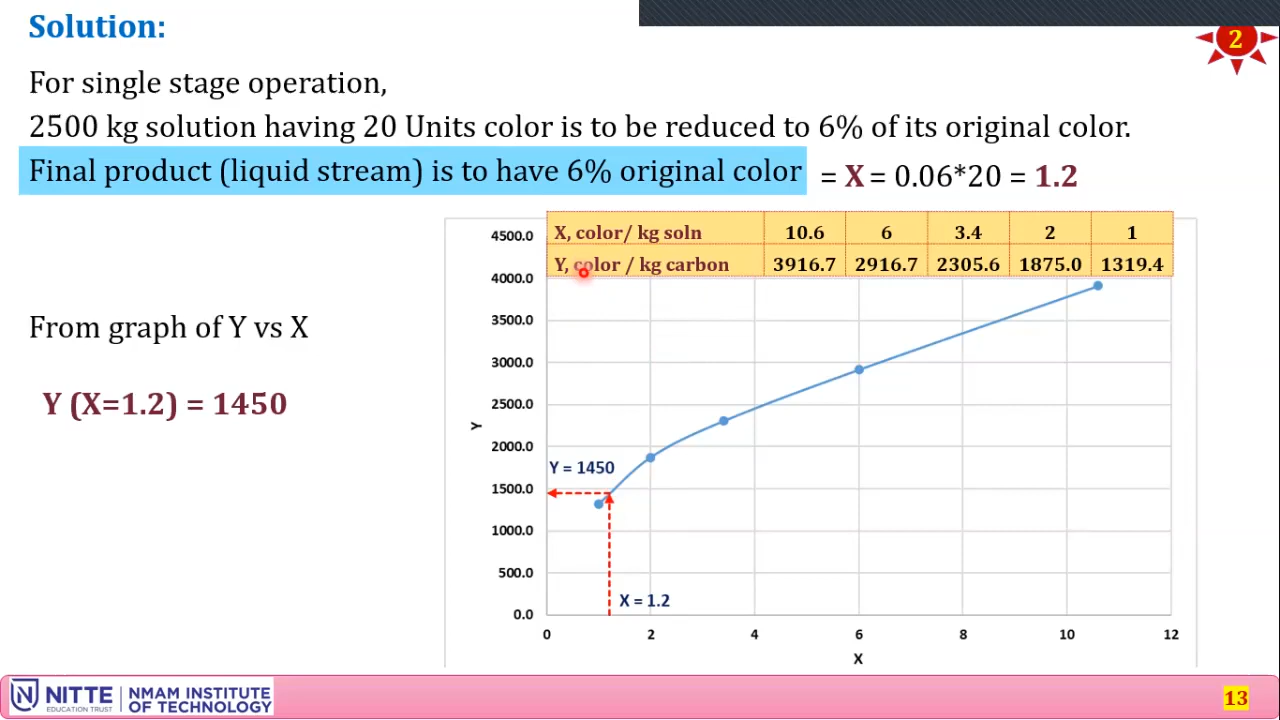 Solution:
2
For single stage operation,
2500 kg solution having 20 Units color is to be reduced to 6% of its original color.
Final product (liquid stream) is to have 6% original color = X = 0.06*20 = 1.2
X, color/ kg soln 10.6 6 3.4 2 1
Y, color / kg carbon 3916.7 2916.7 2305.6 1875.0 1319.4
From graph of Y vs X
Y (X=1.2) = 1450
4500.0
4000.0
3500.0
3000.0
2500.0
2000.0
1500.0
1000.0
500.0
0.0
Y
Y = 1450
X = 1.2
0 2 4 6 8 10 12
X
NITTE
EDUCATION TRUST
NMAM INSTITUTE
OF TECHNOLOGY
13